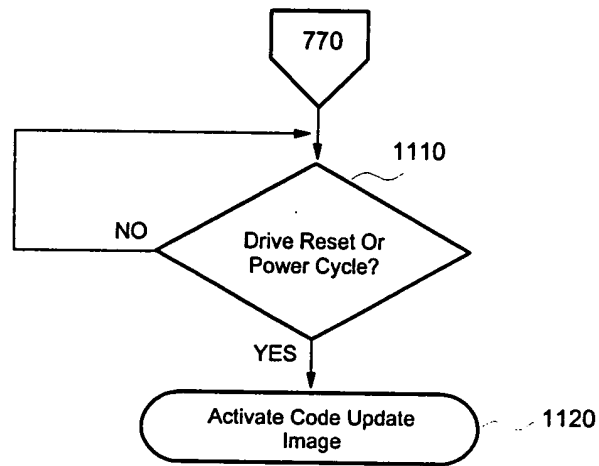 770
1110
Drive Reset Or
Power Cycle?
NO
YES
Activate Code Update
Image
1120